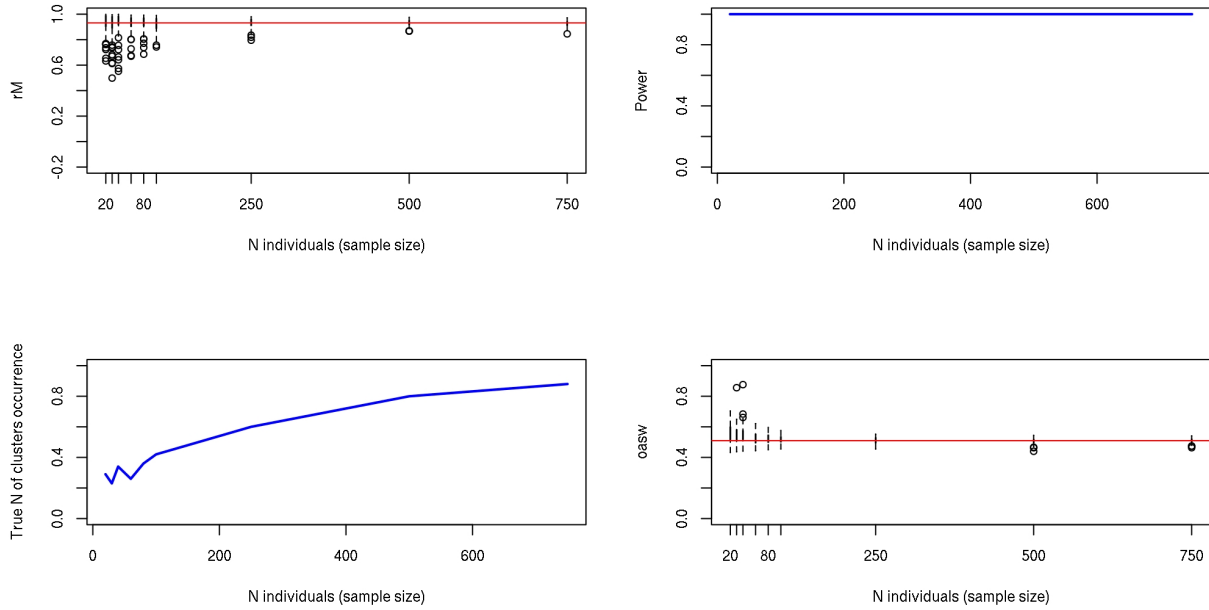 rM
1.0
0.6
0.2
-0.2
20 80 250 500 750
N individuals (sample size)
Power
0.8
0.4
0.0
0 200 400 600
N individuals (sample size)
True N of clusters occurrence
0.8
0.4
0.0
0 200 400 600
N individuals (sample size)
oasw
0.8
0.4
0.0
20 80 250 500 750
N individuals (sample size)